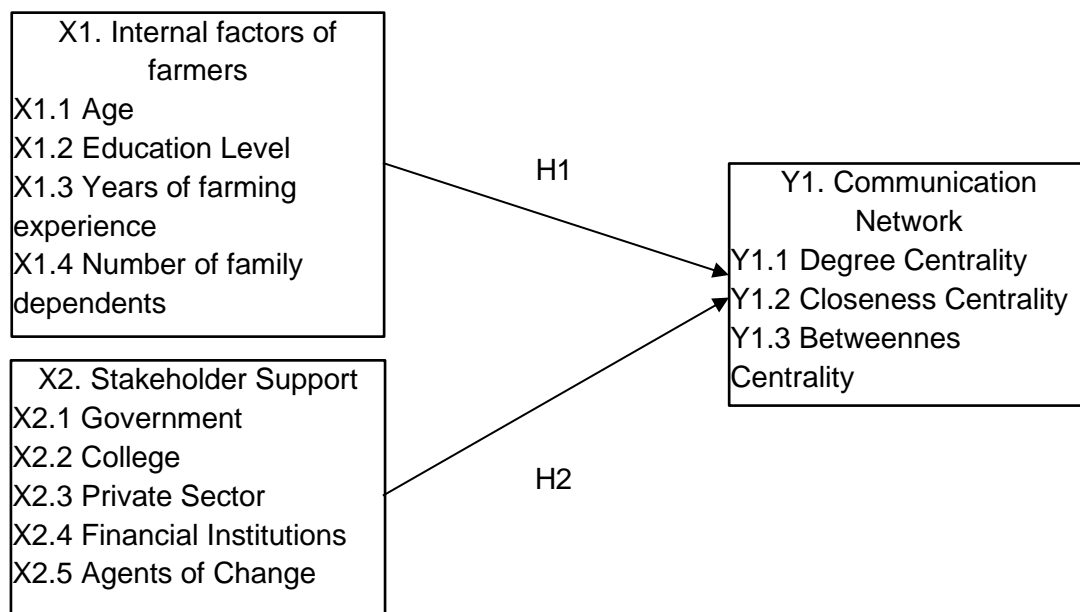 X1. Internal factors of
farmers
X1.1 Age
X1.2 Education Level
X1.3 Years of farming
experience
X1.4 Number of family
dependents
H1
Y1. Communication
Network
Y1.1 Degree Centrality
Y1.2 Closeness Centrality
Y1.3 Betweennes
Centrality
X2. Stakeholder Support
X2.1 Government
X2.2 College
X2.3 Private Sector
X2.4 Financial Institutions
X2.5 Agents of Change
H2